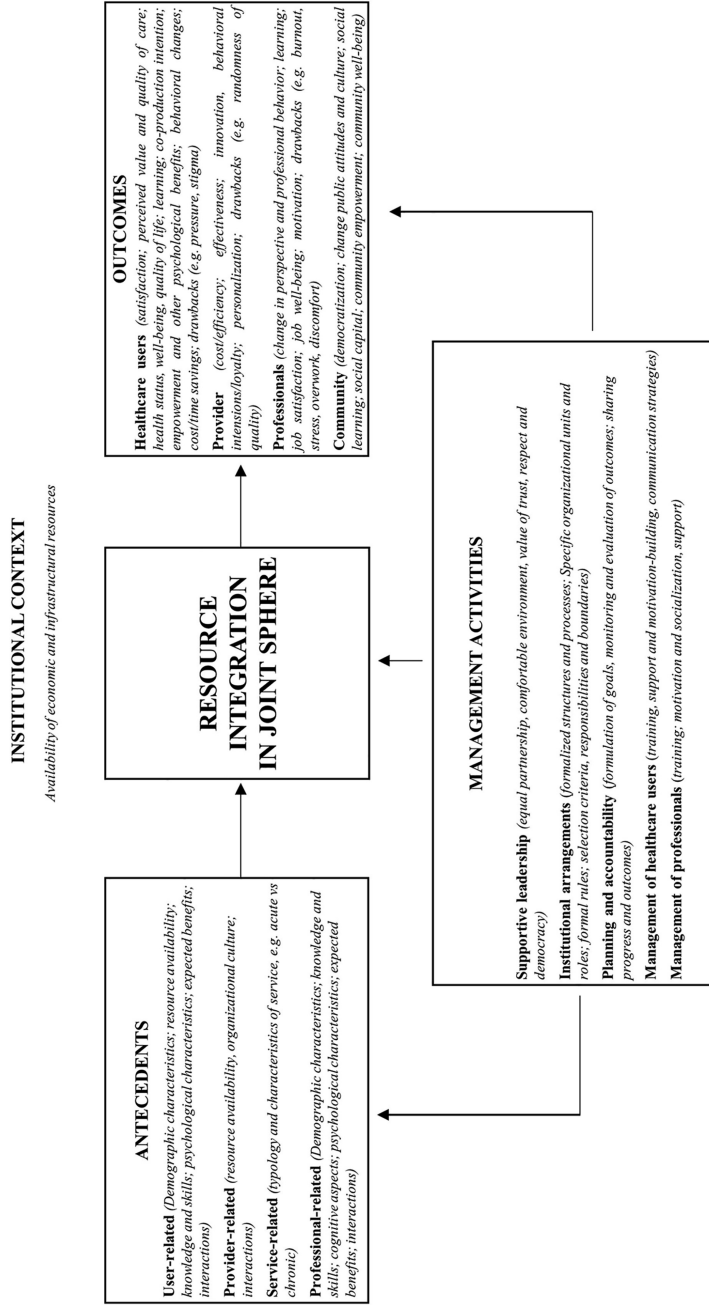 INSTITUTIONAL CONTEXT
Availability of economic and infrastructural resources
ANTECEDENTS
User-related (Demographic characteristics; resource availability;
knowledge and skills; psychological characteristics; expected benefits;
interactions)
Provider-related (resource availability, organizational culture;
interactions)
Service-related (typology and characteristics of service, e.g. acute vs
chronic)
Professional-related (Demographic characteristics; knowledge and
skills; cognitive aspects; psychological characteristics; expected
benefits; interactions)
RESOURCE
INTEGRATION
IN JOINT SPHERE
OUTCOMES
Healthcare users (satisfaction; perceived value and quality of care;
health status, well-being, quality of life; learning; co-production intention;
empowerment and other psychological benefits; behavioral changes;
cost/time savings; drawbacks (e.g. pressure, stigma)
Provider (cost/efficiency; effectiveness; innovation, behavioral
intensions/loyalty; personalization; drawbacks (e.g. randomness of
quality)
Professionals (change in perspective and professional behavior; learning;
job satisfaction; job well-being; motivation; drawbacks (e.g. burnout,
stress, overwork, discomfort)
Community (democratization; change public attitudes and culture; social
learning; social capital; community empowerment; community well-being)
MANAGEMENT ACTIVITIES
Supportive leadership (equal partnership, comfortable environment, value of trust, respect and
democracy)
Institutional arrangements (formalized structures and processes; Specific organizational units and
roles; formal rules; selection criteria, responsibilities and boundaries)
Planning and accountability (formulation of goals, monitoring and evaluation of outcomes; sharing
progress and outcomes)
Management of healthcare users (training, support and motivation-building, communication strategies)
Management of professionals (training; motivation and socialization, support)